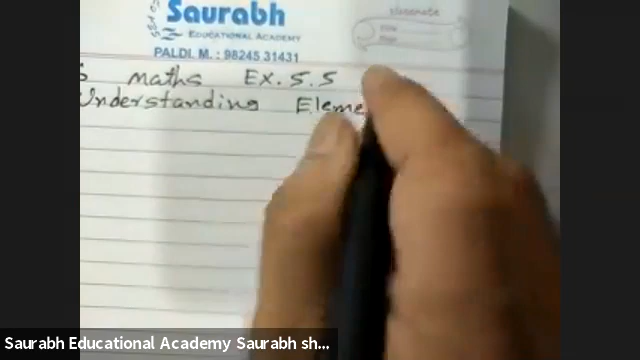 Saurabh
EDUCATIONAL ACADEMY
PALDI. M. : 98245 31431
maths Ex. 5.5
Understanding Eleme
Saurabh Educational Academy Saurabh sh...